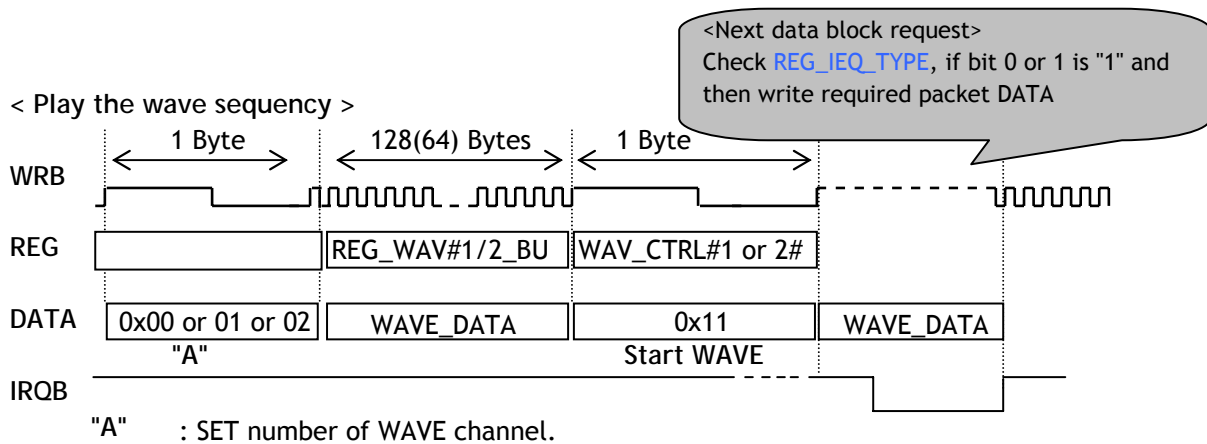 <Next data block request>
Check REG_IEQ_TYPE, if bit 0 or 1 is "1" and
then write required packet DATA
< Play the wave sequency >
1 Byte 128(64) Bytes 1 Byte
WRB
REG REG_WAV#1/2_BU WAV_CTRL#1 or 2#
DATA 0x00 or 01 or 02 WAVE_DATA 0x11 WAVE_DATA
"A" Start WAVE
IRQB
"A" : SET number of WAVE channel.